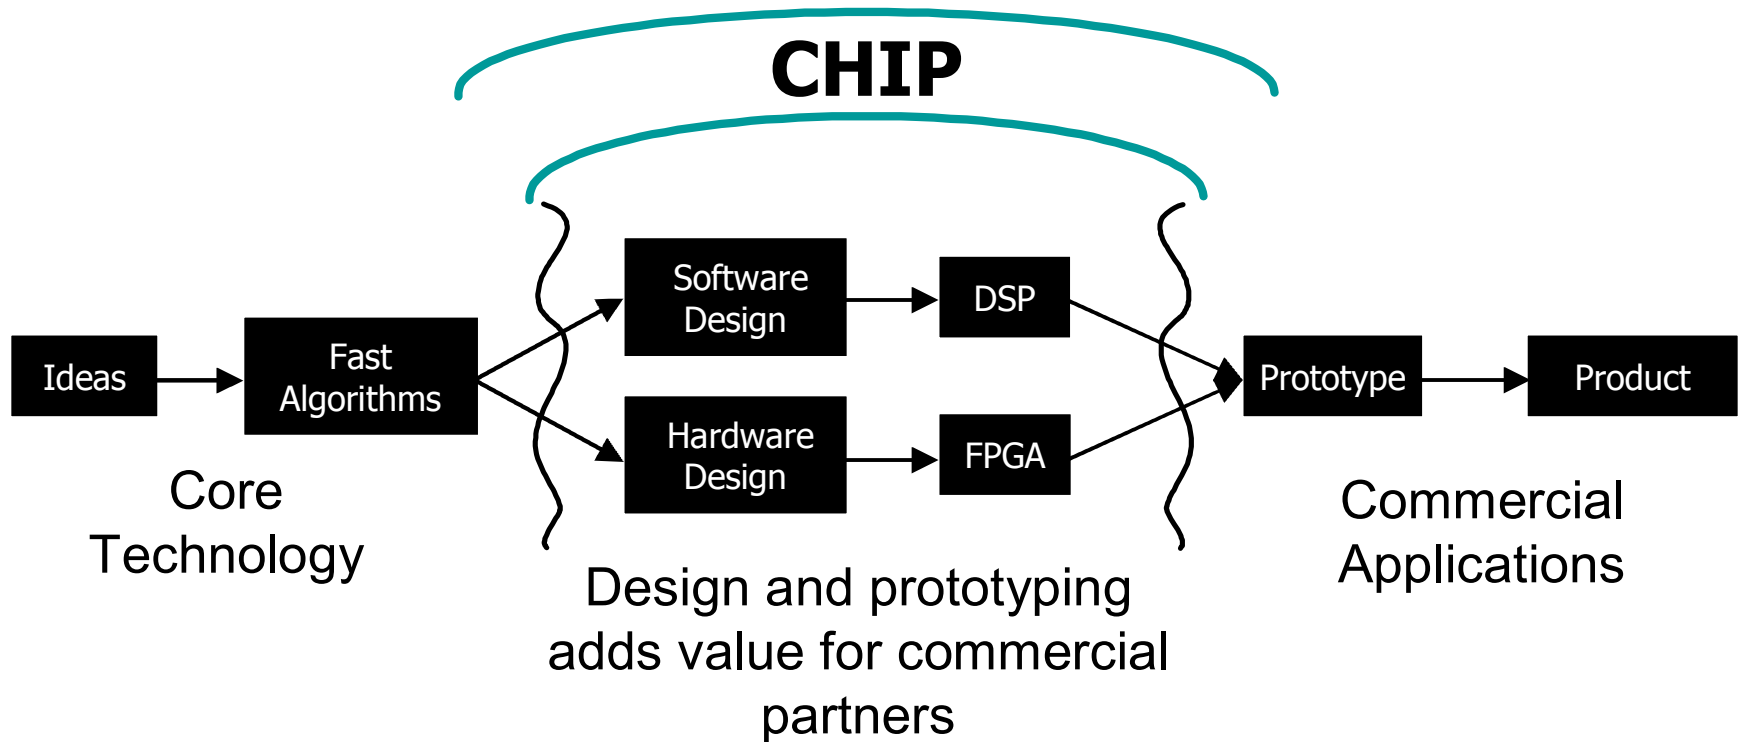 CHIP
Ideas
Fast
Algorithms
Software
Design
DSP
Hardware
Design
FPGA
Prototype
Product
Core
Technology
Design and prototyping
adds value for commercial
partners
Commercial
Applications